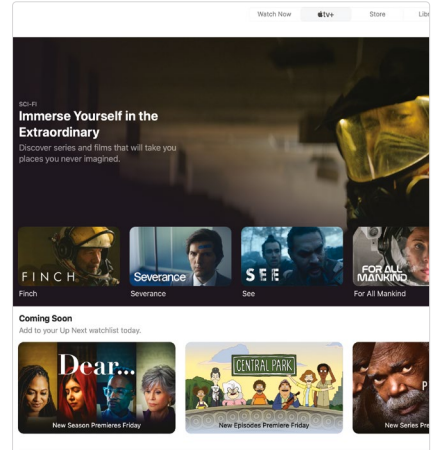 Watch Now
tv+
Store
Libr
SCI-FI
Immerse Yourself in the
Extraordinary
Discover series and films that will take you
places you never imagined.
FINCH
Severance
SEE
FOR ALL
MANKIND
Finch
Severance
See
For All Mankind
Coming Soon
Add to your Up Next watchlist today.
Dear...
CENTRAL PARK
P
New Season Premieres Friday
New Episodes Premiere Friday
New Series Pre